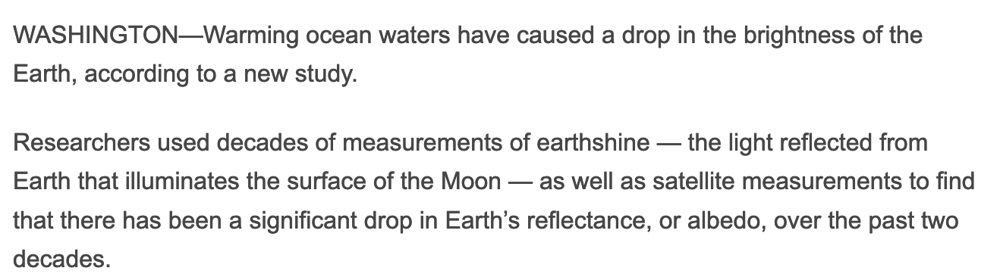 WASHINGTON—Warming ocean waters have caused a drop in the brightness of the
Earth, according to a new study.
Researchers used decades of measurements of earthshine — the light reflected from
Earth that illuminates the surface of the Moon — as well as satellite measurements to find
that there has been a significant drop in Earth’s reflectance, or albedo, over the past two
decades.